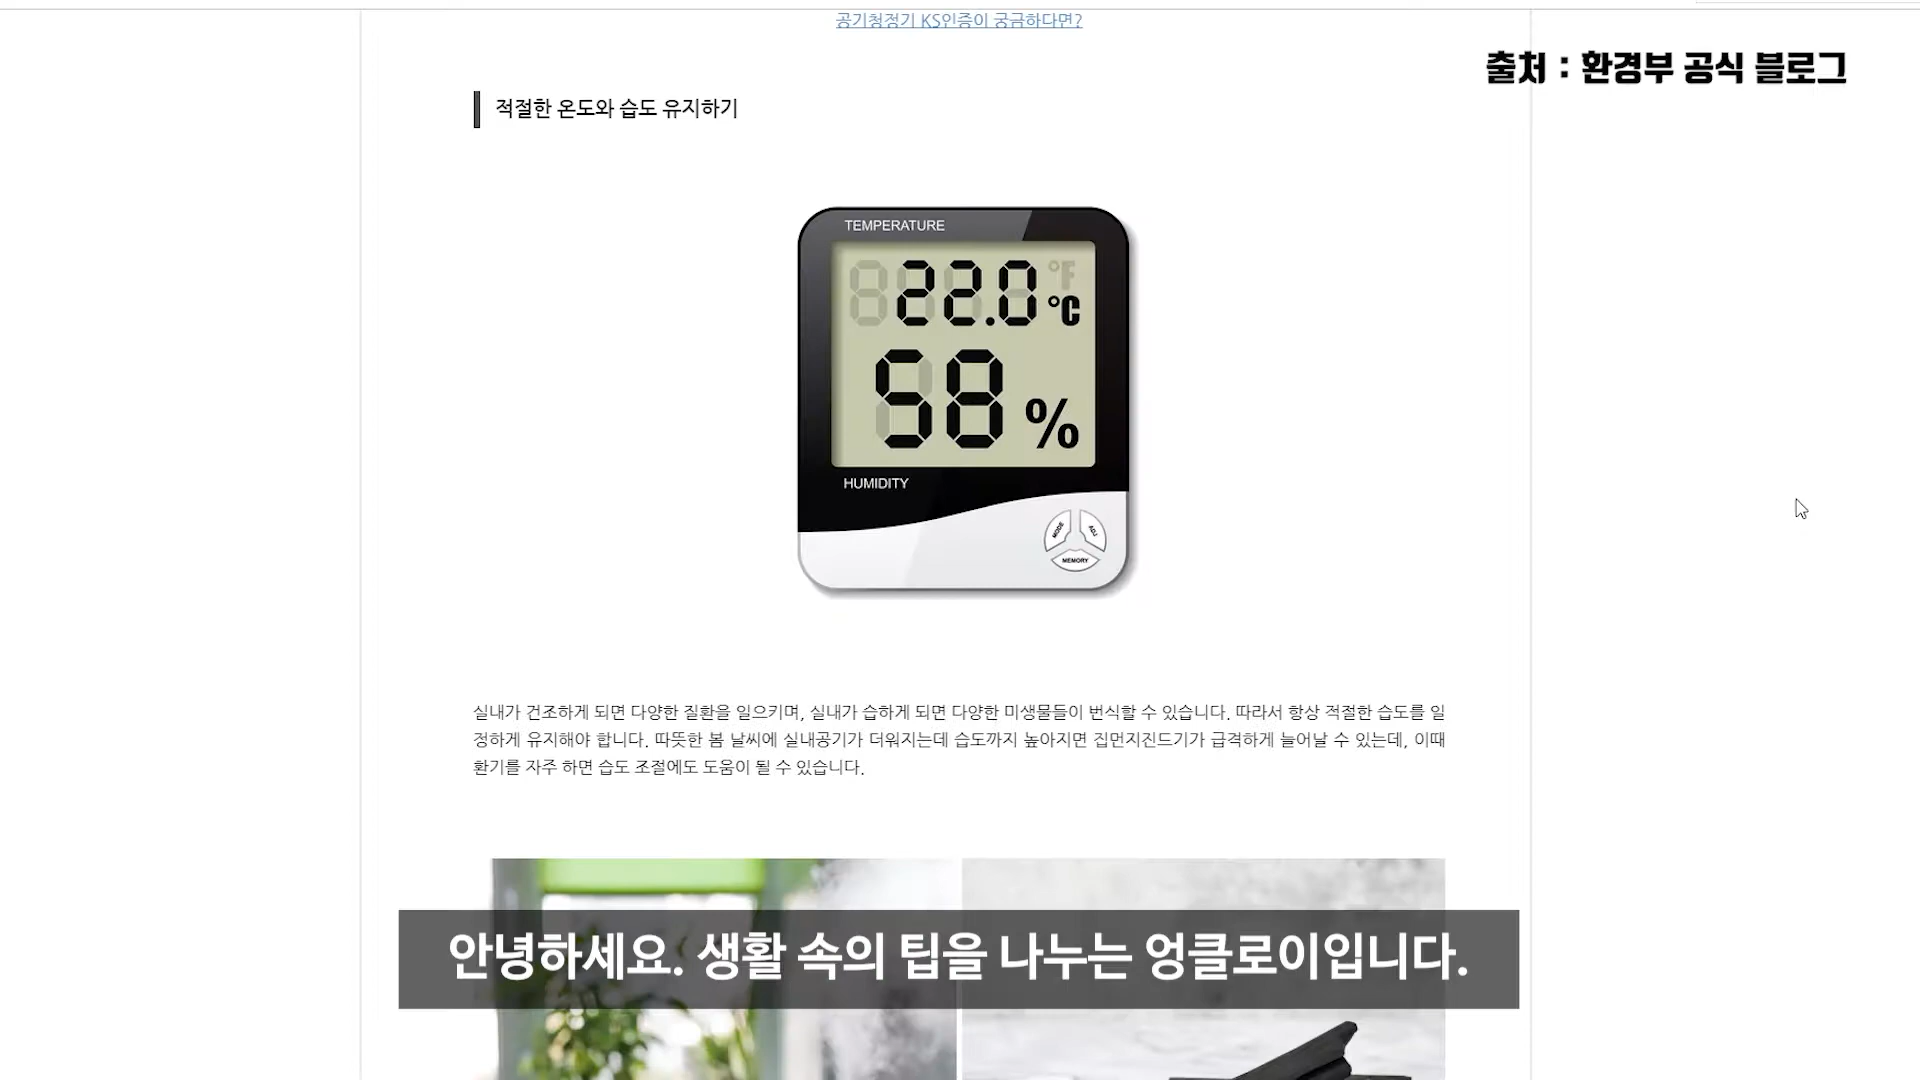 공기청정기 KS인증이 궁금하다면?
출처 : 환경부 공식 블로그
적절한 온도와 습도 유지하기
TEMPERATURE
22.0 °F
°C
58 %
HUMIDITY
MODE
ADJ
MEMORY
실내가 건조하게 되면 다양한 질환을 일으키며, 실내가 습하게 되면 다양한 미생물들이 번식할 수 있습니다. 따라서 항상 적절한 습도를 일
정하게 유지해야 합니다. 따뜻한 봄 날씨에 실내공기가 더워지는데 습도까지 높아지면 집먼지진드기가 급격하게 늘어날 수 있는데, 이때
환기를 자주 하면 습도 조절에도 도움이 될 수 있습니다.
안녕하세요. 생활 속의 팁을 나누는 엉클로이입니다.